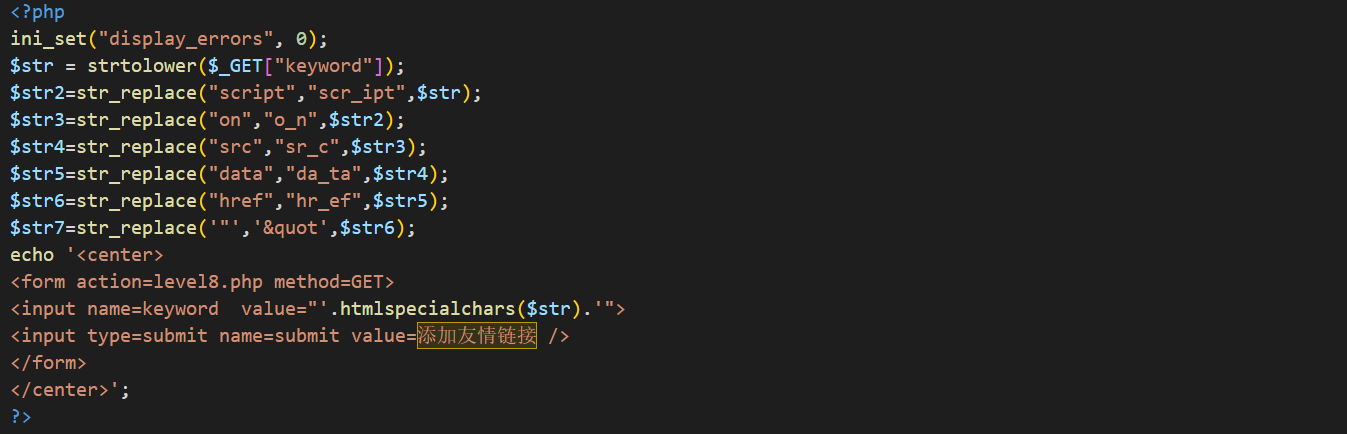 <?php
ini_set("display_errors", 0);
$str = strtolower($_GET["keyword"]);
$str2=str_replace("script","scr_ipt",$str);
$str3=str_replace("on","o_n",$str2);
$str4=str_replace("src","sr_c",$str3);
$str5=str_replace("data","da_ta",$str4);
$str6=str_replace("href","hr_ef",$str5);
$str7=str_replace('"','&quot',$str6);
echo '<center>
<form action=level8.php method=GET>
<input name=keyword  value="'.htmlspecialchars($str).'">
<input type=submit name=submit value=添加友情链接 />
</form>
</center>';
?>